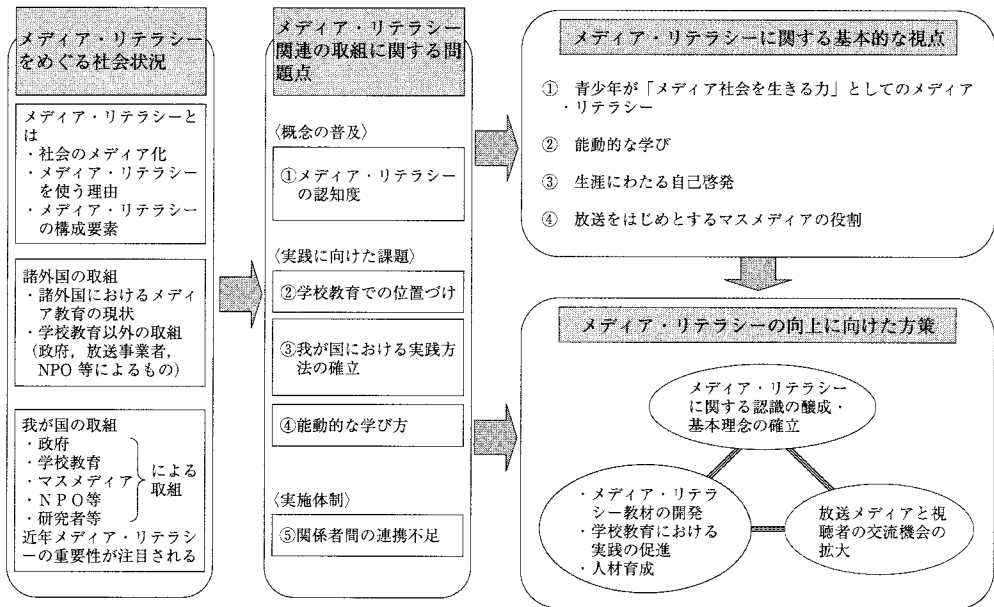 メディア・リテラシー
をめぐる社会状況
メディア・リテラシーと
は
・社会のメディア化
・メディア・リテラシー
を使う理由
・メディア・リテラシー
の構成要素
諸外国の取組
・諸外国におけるメディ
ア教育の現状
・学校教育以外の取組
（政府，放送事業者，
NPO 等によるもの）
我が国の取組
・政府
・学校教育
・マスメディア
・ＮＰＯ等
・研究者等
による
取組
近年メディア・リテラシ
ーの重要性が注目される
メディア・リテラシー
関連の取組に関する問
題点
〈概念の普及〉
①メディア・リテラシー
の認知度
〈実践に向けた課題〉
②学校教育での位置づけ
③我が国における実践方
法の確立
④能動的な学び方
〈実施体制〉
⑤関係者間の連携不足
メディア・リテラシーに関する基本的な視点
① 青少年が「メディア社会を生きる力」としてのメディア
・リテラシー
② 能動的な学び
③ 生涯にわたる自己啓発
④ 放送をはじめとするマスメディアの役割
メディア・リテラシーの向上に向けた方策
メディア・リテラシー
に関する認識の醸成・
基本理念の確立
・メディア・リテラ
シー教材の開発
・学校教育における
実践の促進
・人材育成
放送メディアと視
聴者の交流機会の
拡大